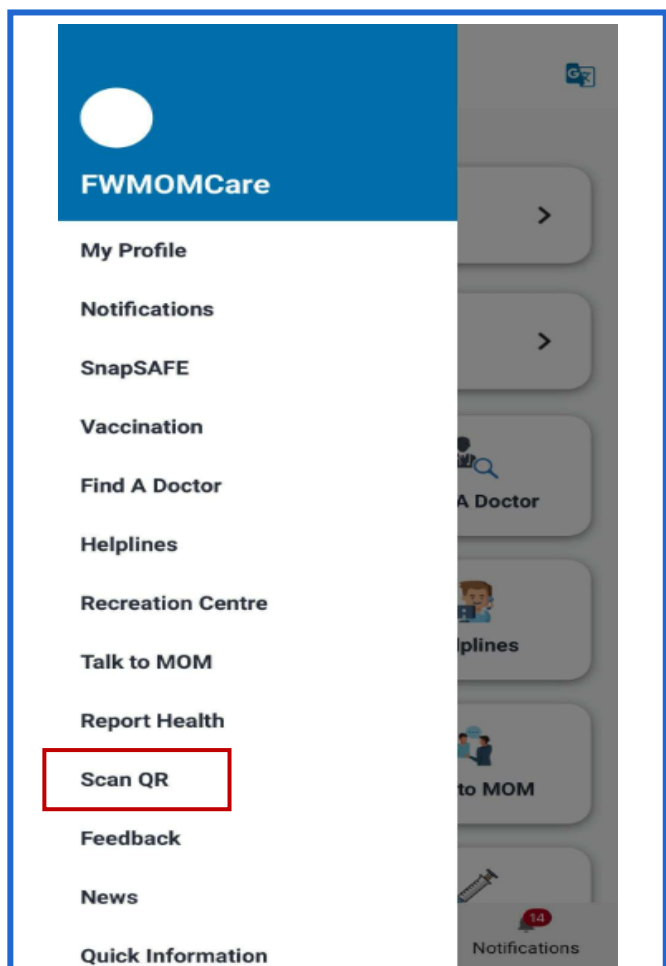 FWMOMCare
My Profile
Notifications
SnapSAFE
Vaccination
Find A Doctor
A Doctor
Helplines
Recreation Centre
lplines
Talk to MOM
Report Health
Scan QR
to MOM
Feedback
News
14
Quick Information
Notifications